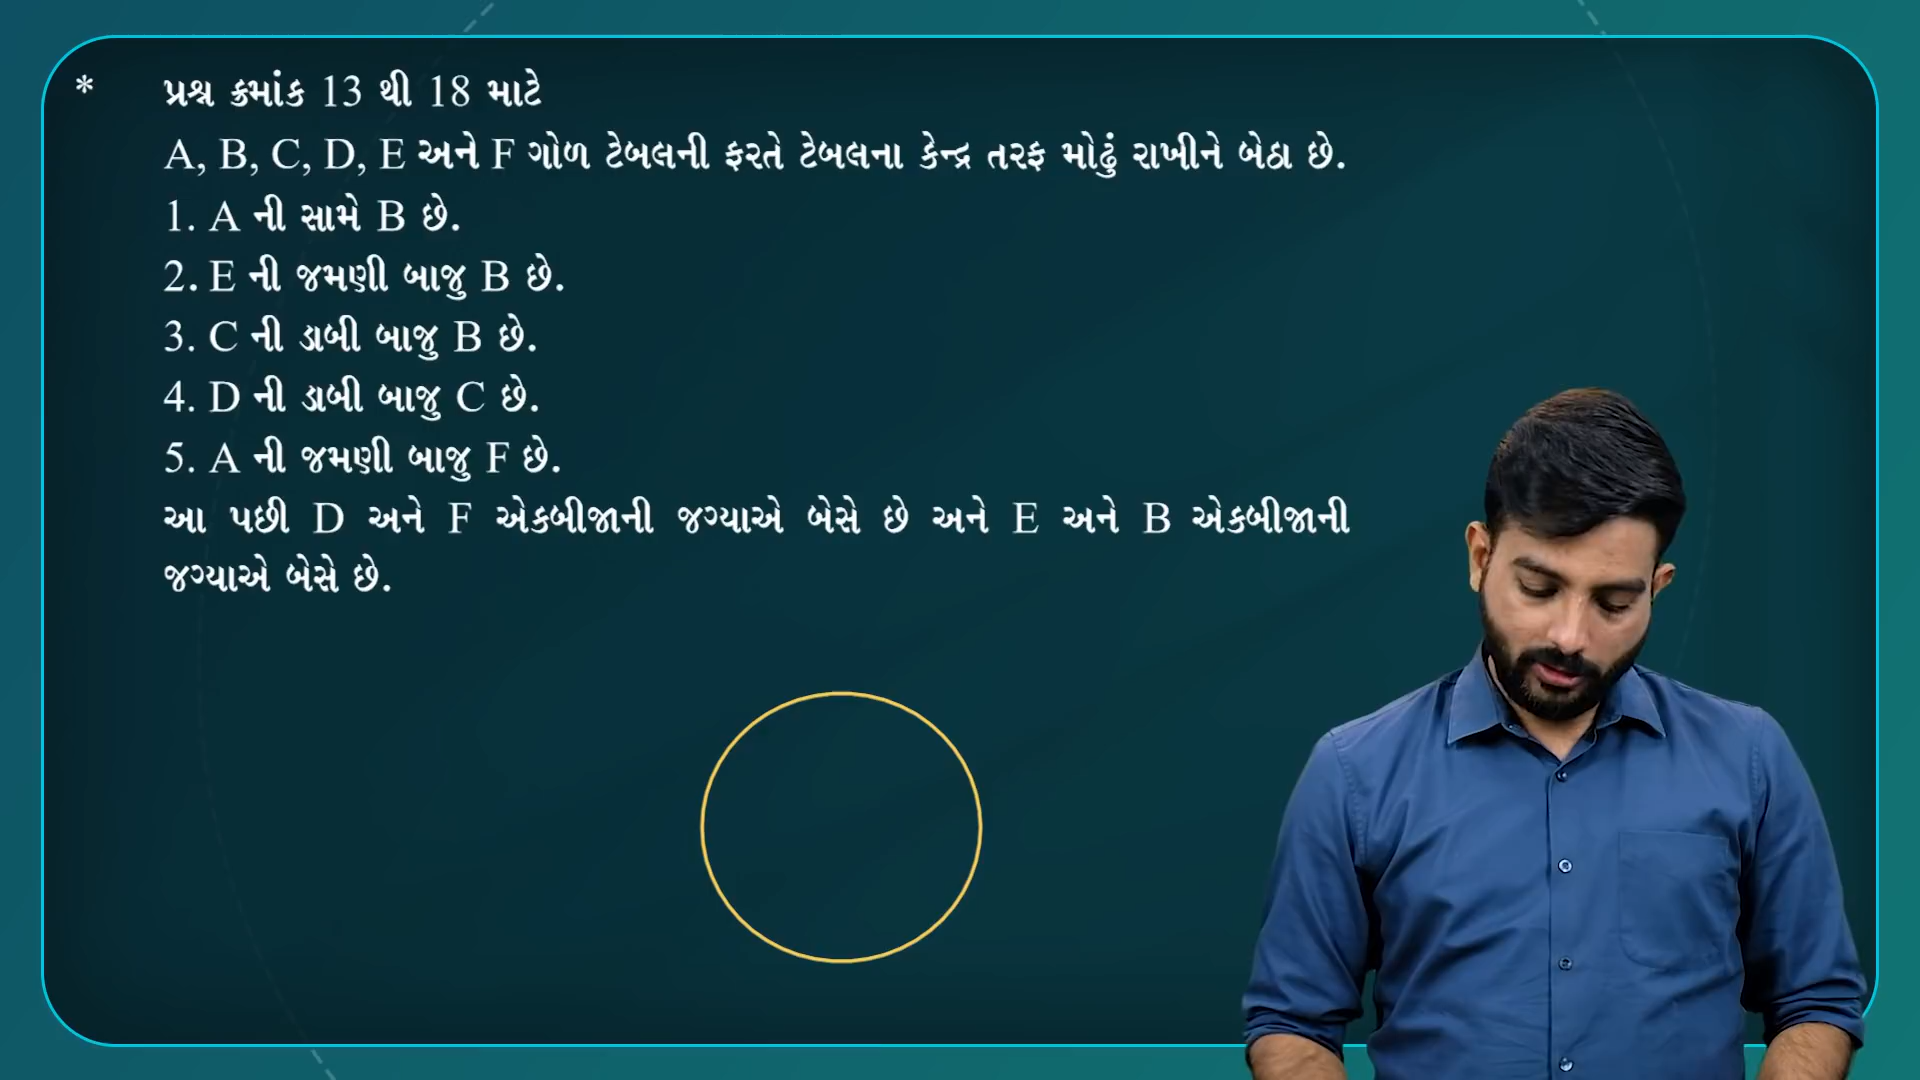 * પ્રશ્ન ક્રમાંક 13 થી 18 માટે
A, B, C, D, E અને F ગોળ ટેબલની ફરતે ટેબલના કેન્દ્ર તરફ મોઢું રાખીને બેઠા છે.
1. A ની સામે B છે.
2. E ની જમણી બાજુ B છે.
3. C ની ડાબી બાજુ B છે.
4. D ની ડાબી બાજુ C છે.
5. A ની જમણી બાજુ F છે.
આ પછી D અને F એકબીજાની જગ્યાએ બેસે છે અને E અને B એકબીજાની
જગ્યાએ બેસે છે.